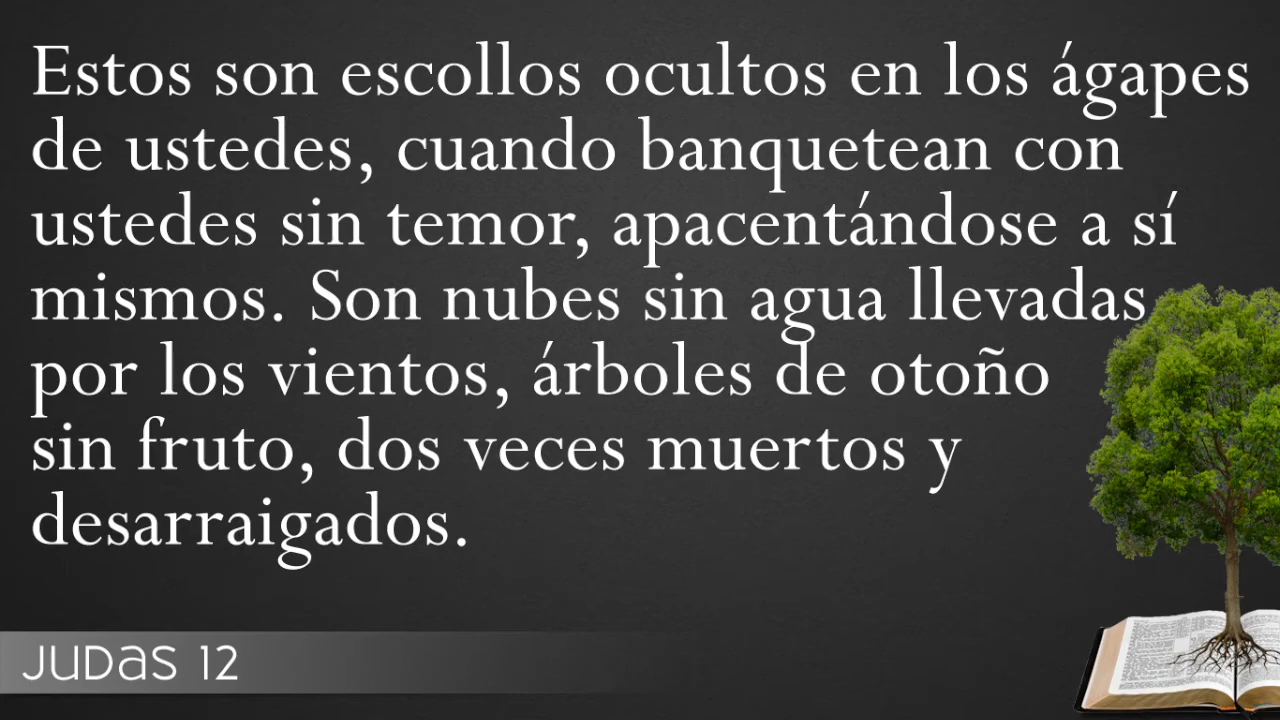 Estos son escollos ocultos en los ágapes
de ustedes, cuando banquetean con
ustedes sin temor, apacentándose a sí
mismos. Son nubes sin agua llevadas
por los vientos, árboles de otoño
sin fruto, dos veces muertos y
desarraigados.
Judas 12